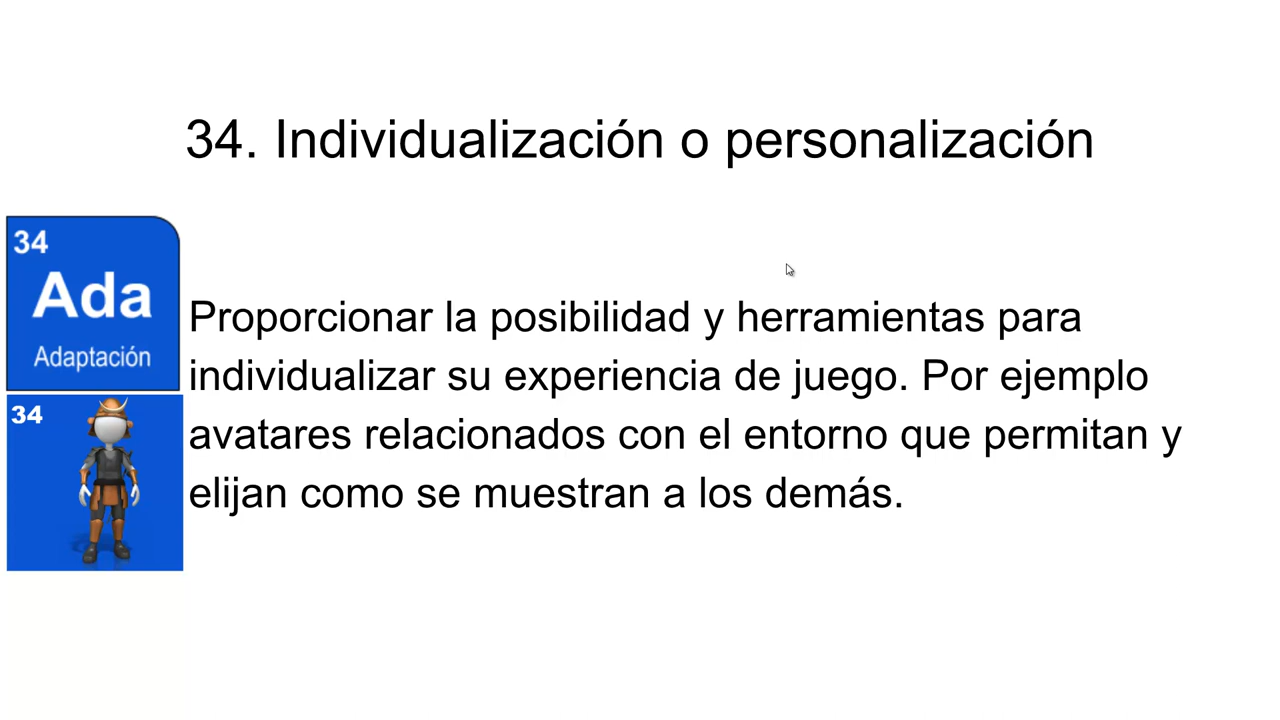 34. Individualización o personalización
34
Ada
Adaptación
34
Proporcionar la posibilidad y herramientas para
individualizar su experiencia de juego. Por ejemplo
avatares relacionados con el entorno que permitan y
elijan como se muestran a los demás.